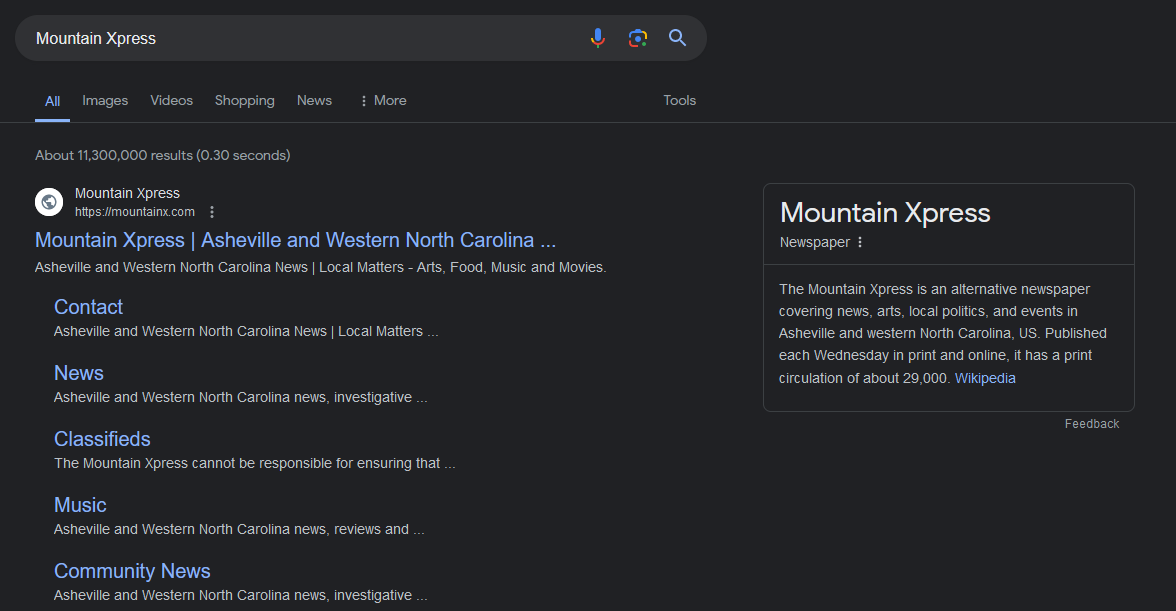 Mountain Xpress
All Images Videos Shopping News More Tools
About 11,300,000 results (0.30 seconds)
Mountain Xpress
https://mountainx.com
Mountain Xpress | Asheville and Western North Carolina ...
Asheville and Western North Carolina News | Local Matters - Arts, Food, Music and Movies.
Contact
Asheville and Western North Carolina News | Local Matters ...
News
Asheville and Western North Carolina news, investigative ...
Classifieds
The Mountain Xpress cannot be responsible for ensuring that ...
Music
Asheville and Western North Carolina news, reviews and ...
Community News
Asheville and Western North Carolina news, investigative ...
Mountain Xpress
Newspaper
The Mountain Xpress is an alternative newspaper
covering news, arts, local politics, and events in
Asheville and western North Carolina, US. Published
each Wednesday in print and online, it has a print
circulation of about 29,000. Wikipedia
Feedback